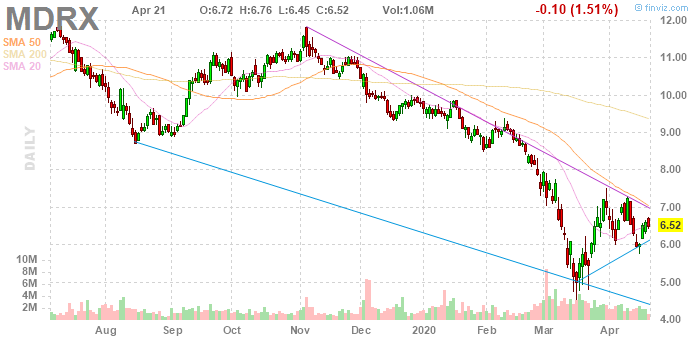 © finviz.com
MDRX Apr 21 O:6.72 H:6.76 L:6.45 C:6.52 Vol:1.06M -0.10 (1.51%)
SMA 50
SMA 200
SMA 20
DAILY
12.00
11.00
10.00
9.00
8.00
7.00
6.52
6.00
5.00
4.00
10M
8M
6M
4M
2M
Aug Sep Oct Nov Dec 2020 Feb Mar Apr